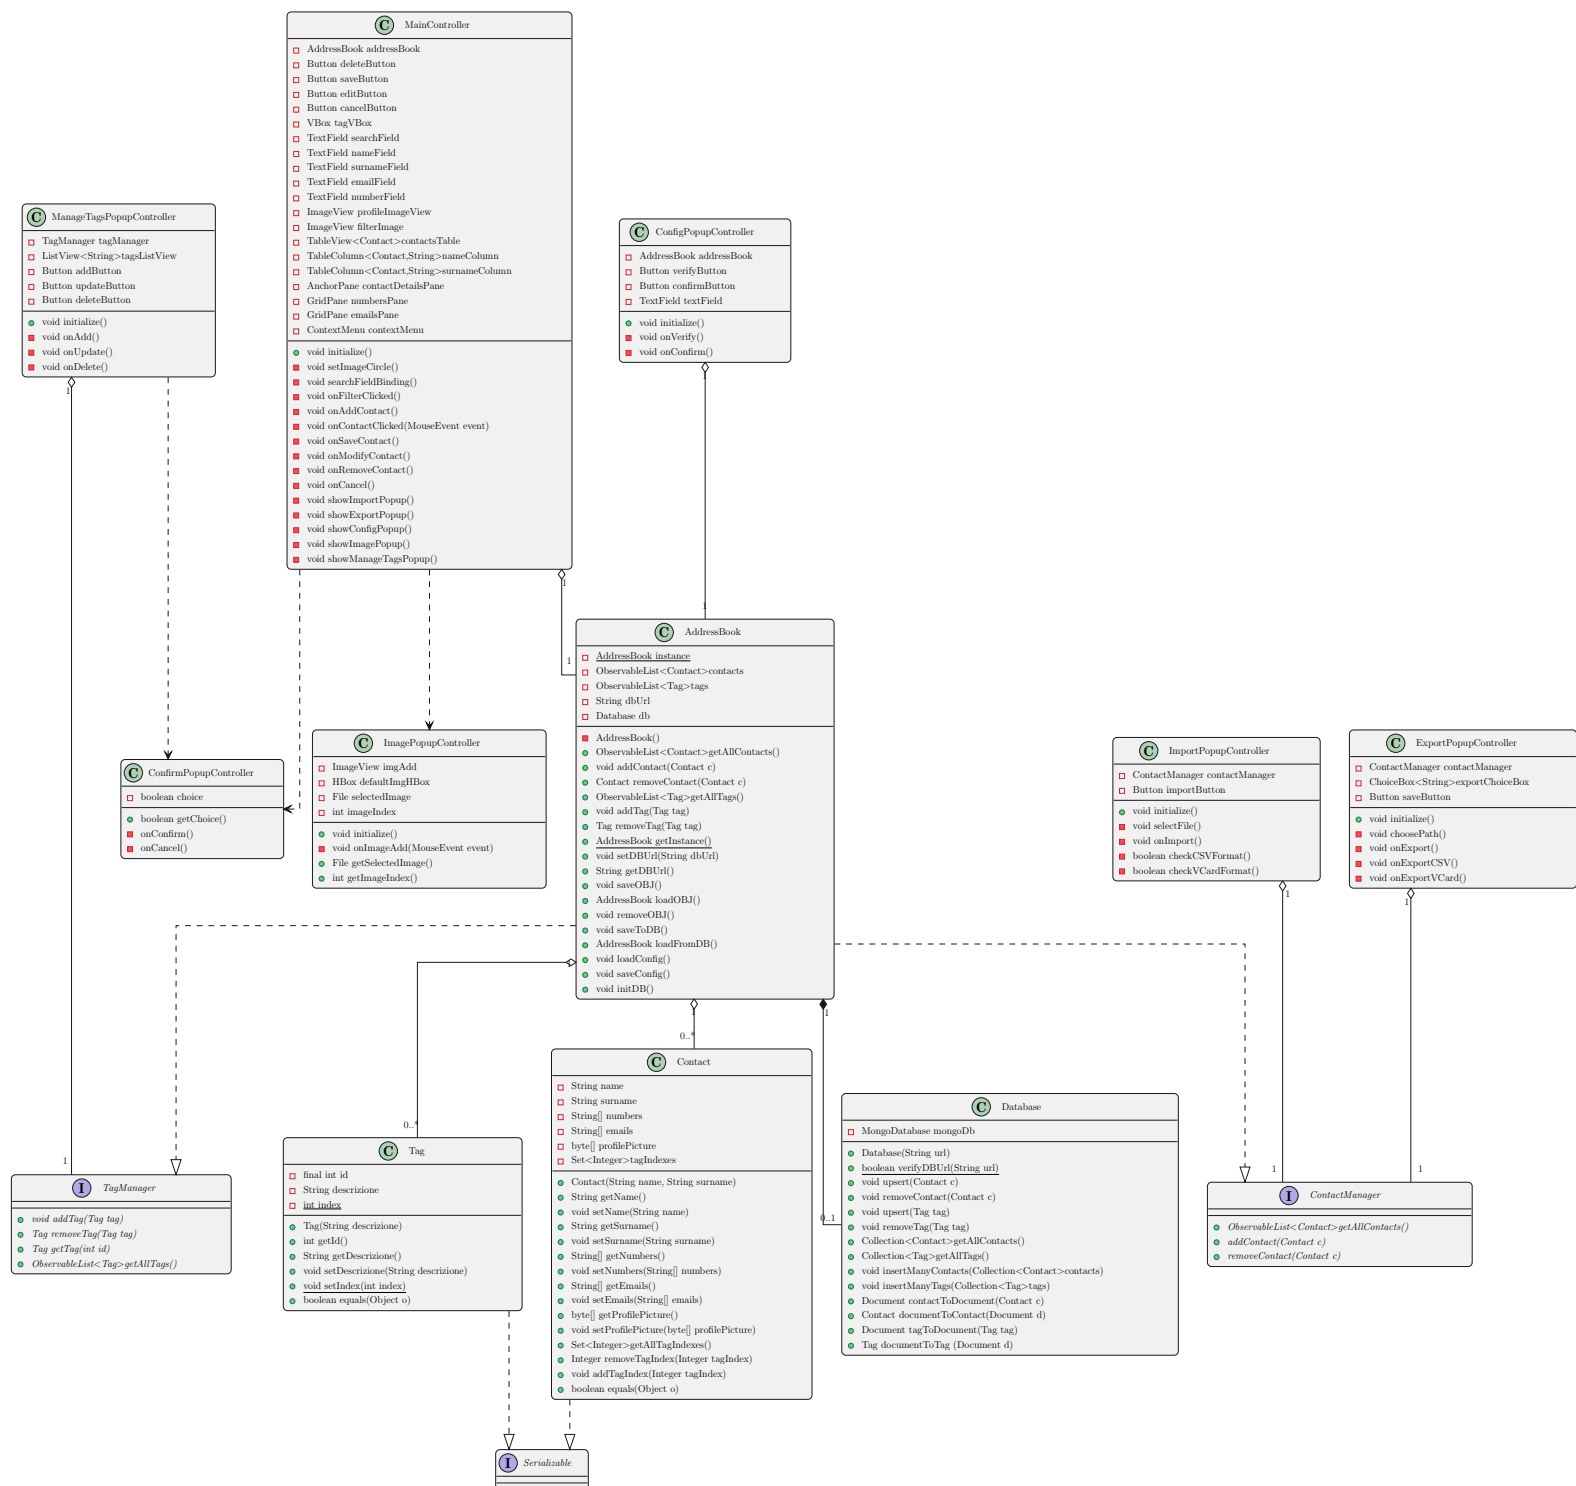 C MainController
AddressBook addressBook
Button deleteButton
Button saveButton
Button editButton
Button cancelButton
VBox tagVBox
TextField searchField
TextField nameField
TextField surnameField
TextField emailField
TextField numberField
ImageView profileImageView
ImageView filterImage
TableView<Contact>contactsTable
TableColumn<Contact,String>nameColumn
TableColumn<Contact,String>surnameColumn
AnchorPane contactDetailsPane
GridPane numbersPane
GridPane emailsPane
ContextMenu contextMenu
void initialize()
void setImageCircle()
void searchFieldBinding()
void onFilterClicked()
void onAddContact()
void onContactClicked(MouseEvent event)
void onSaveContact()
void onModifyContact()
void onRemoveContact()
void onCancel()
void showImportPopup()
void showExportPopup()
void showConfigPopup()
void showImagePopup()
void showManageTagsPopup()
1
1
C ManageTagsPopupController
TagManager tagManager
ListView<String>tagsListView
Button addButton
Button updateButton
Button deleteButton
void initialize()
void onAdd()
void onUpdate()
void onDelete()
1
1
C ConfigPopupController
AddressBook addressBook
Button verifyButton
Button confirmButton
TextField textField
void initialize()
void onVerify()
void onConfirm()
1
1
C AddressBook
AddressBook instance
ObservableList<Contact>contacts
ObservableList<Tag>tags
String dbUrl
Database db
AddressBook()
ObservableList<Contact>getAllContacts()
void addContact(Contact c)
Contact removeContact(Contact c)
ObservableList<Tag>getAllTags()
void addTag(Tag tag)
Tag removeTag(Tag tag)
AddressBook getInstance()
void setDBUrl(String dbUrl)
String getDBUrl()
void saveOBJ()
AddressBook loadOBJ()
void removeOBJ()
void saveToDB()
AddressBook loadFromDB()
void loadConfig()
void saveConfig()
void initDB()
1
0..*
1
0..*
1
0..1
C ConfirmPopupController
boolean choice
boolean getChoice()
onConfirm()
onCancel()
C ImagePopupController
ImageView imgAdd
HBox defaultImgHBox
File selectedImage
int imageIndex
void initialize()
void onImageAdd(MouseEvent event)
File getSelectedImage()
int getImageIndex()
C ImportPopupController
ContactManager contactManager
Button importButton
void initialize()
void selectFile()
void onImport()
boolean checkCSVFormat()
boolean checkVCardFormat()
1
1
C ExportPopupController
ContactManager contactManager
ChoiceBox<String>exportChoiceBox
Button saveButton
void initialize()
void choosePath()
void onExport()
void onExportCSV()
void onExportVCard()
1
1
I TagManager
void addTag(Tag tag)
Tag removeTag(Tag tag)
Tag getTag(int id)
ObservableList<Tag>getAllTags()
C Tag
final int id
String descrizione
int index
Tag(String descrizione)
int getId()
String getDescrizione()
void setDescrizione(String descrizione)
void setIndex(int index)
boolean equals(Object o)
C Contact
String name
String surname
String[] numbers
String[] emails
byte[] profilePicture
Set<Integer>tagIndexes
Contact(String name, String surname)
String getName()
void setName(String name)
String getSurname()
void setSurname(String surname)
String[] getNumbers()
void setNumbers(String[] numbers)
String[] getEmails()
void setEmails(String[] emails)
byte[] getProfilePicture()
void setProfilePicture(byte[] profilePicture)
Set<Integer>getAllTagIndexes()
Integer removeTagIndex(Integer tagIndex)
void addTagIndex(Integer tagIndex)
boolean equals(Object o)
C Database
MongoDatabase mongoDb
Database(String url)
boolean verifyDBUrl(String url)
void upsert(Contact c)
void removeContact(Contact c)
void upsert(Tag tag)
void removeTag(Tag tag)
Collection<Contact>getAllContacts()
Collection<Tag>getAllTags()
void insertManyContacts(Collection<Contact>contacts)
void insertManyTags(Collection<Tag>tags)
Document contactToDocument(Contact c)
Contact documentToContact(Document d)
Document tagToDocument(Tag tag)
Tag documentToTag (Document d)
I ContactManager
ObservableList<Contact>getAllContacts()
addContact(Contact c)
removeContact(Contact c)
I Serializable